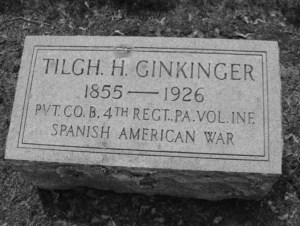 TILGH. H. GINKINGER
1855 — 1926
PVT. CO. B. 4TH REGT. PA. VOL. INF.
SPANISH AMERICAN WAR